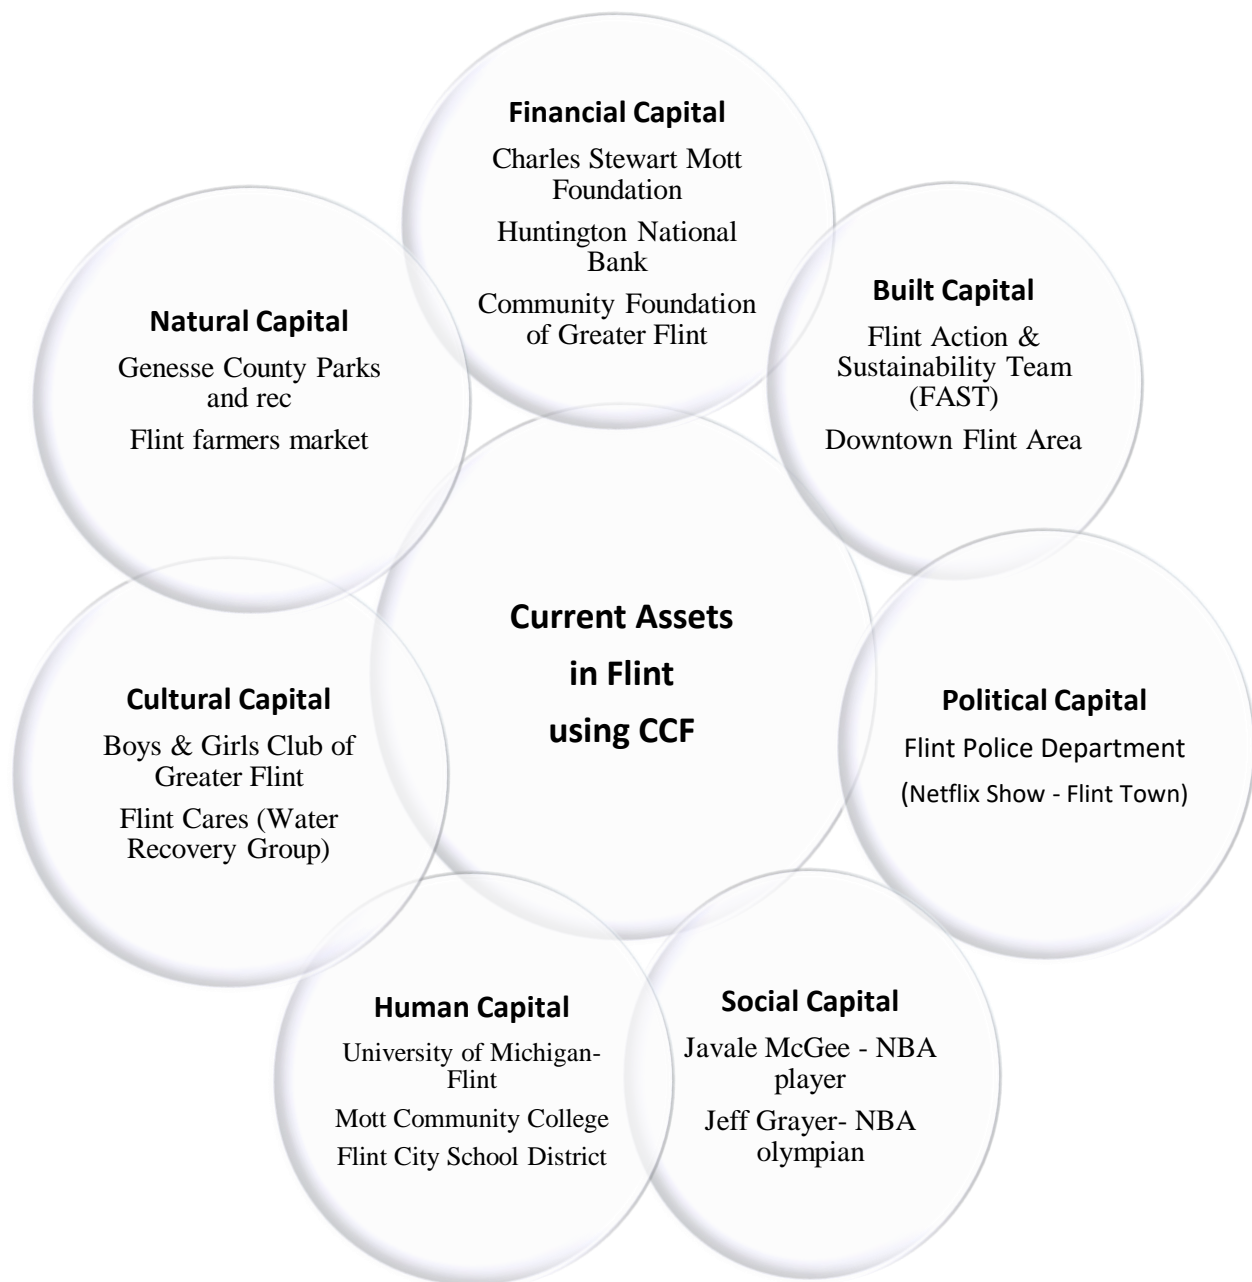 Financial Capital
Charles Stewart Mott
Foundation
Huntington National
Bank
Community Foundation
of Greater Flint
Built Capital
Flint Action &
Sustainability Team
(FAST)
Downtown Flint Area
Political Capital
Flint Police Department
(Netflix Show - Flint Town)
Social Capital
Javale McGee - NBA
player
Jeff Grayer- NBA
olympian
Human Capital
University of Michigan-
Flint
Mott Community College
Flint City School District
Cultural Capital
Boys & Girls Club of
Greater Flint
Flint Cares (Water
Recovery Group)
Natural Capital
Genesse County Parks
and rec
Flint farmers market
Current Assets
in Flint
using CCF